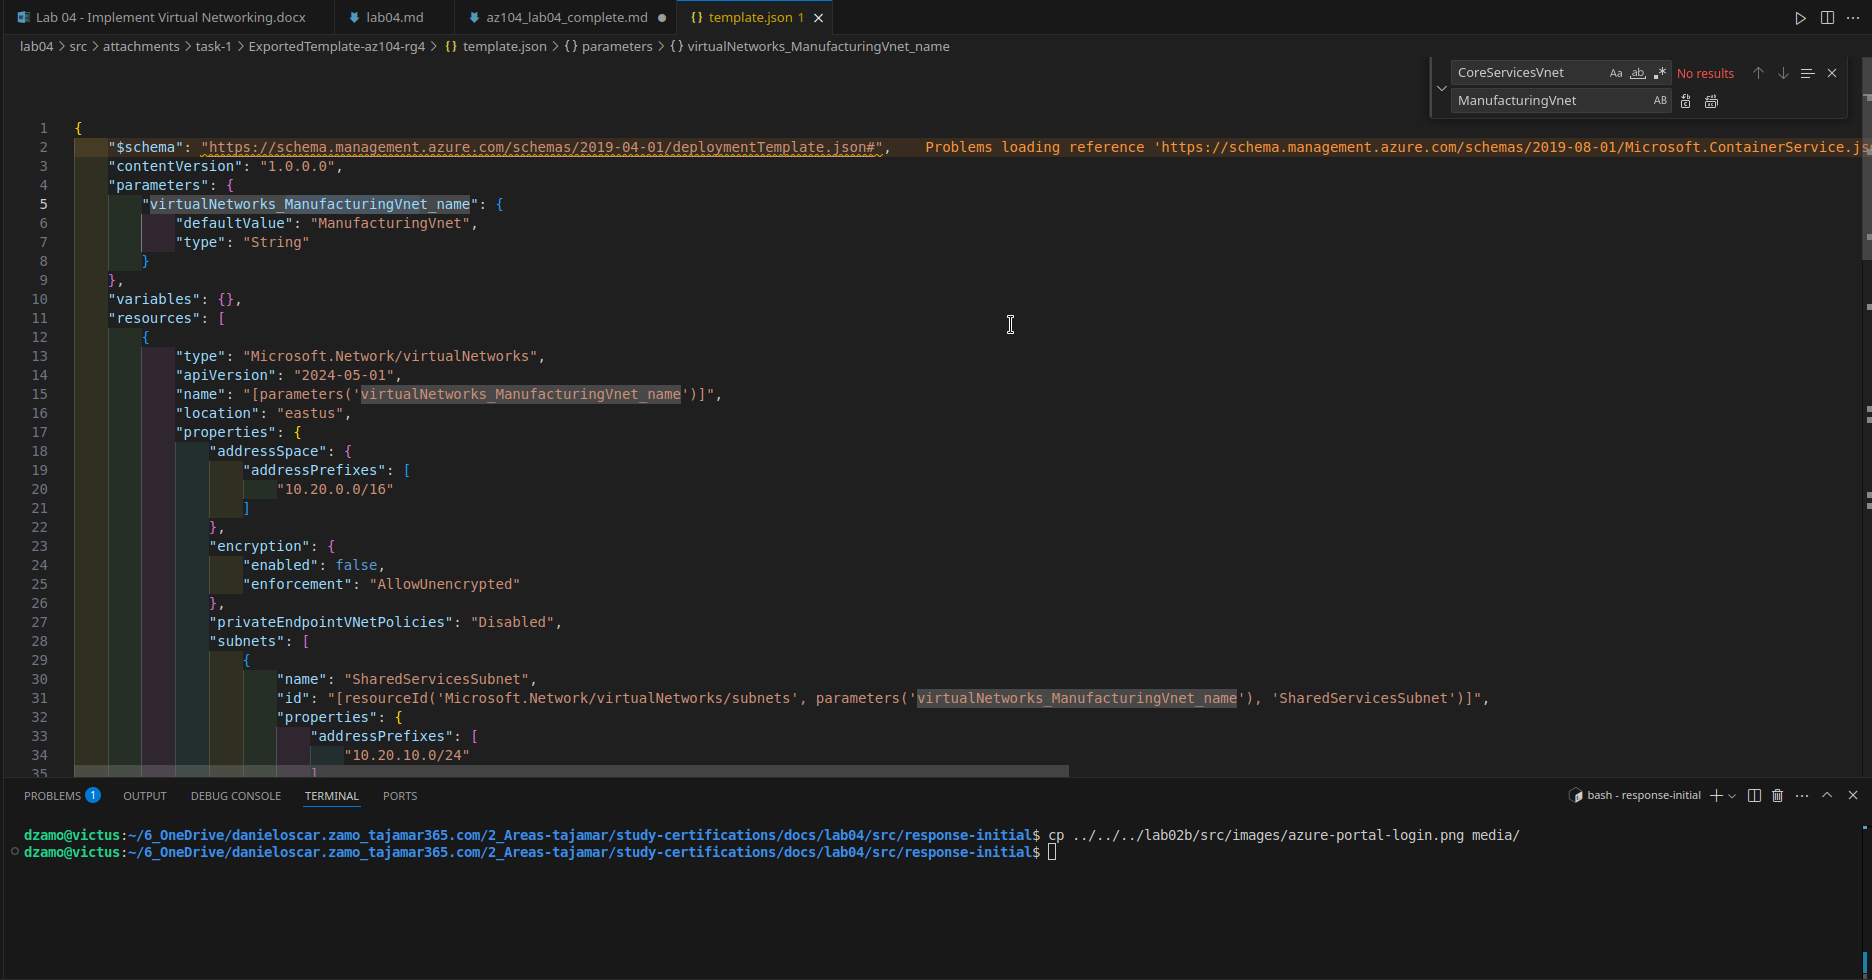 Lab 04 - Implement Virtual Networking.docx lab04.md az104_lab04_complete.md ● {} template.json 1
lab04 > src > attachments > task-1 > ExportedTemplate-az104-rg4 > {} template.json > {} parameters > {} virtualNetworks_ManufacturingVnet_name
CoreServicesVnet Aa ab .* No results
ManufacturingVnet AB
1 {
2 "$schema": "https://schema.management.azure.com/schemas/2019-04-01/deploymentTemplate.json#", Problems loading reference 'https://schema.management.azure.com/schemas/2019-08-01/Microsoft.ContainerService.js
3 "contentVersion": "1.0.0.0",
4 "parameters": {
5 "virtualNetworks_ManufacturingVnet_name": {
6 "defaultValue": "ManufacturingVnet",
7 "type": "String"
8 }
9 },
10 "variables": {},
11 "resources": [
12 {
13 "type": "Microsoft.Network/virtualNetworks",
14 "apiVersion": "2024-05-01",
15 "name": "[parameters('virtualNetworks_ManufacturingVnet_name')]",
16 "location": "eastus",
17 "properties": {
18 "addressSpace": {
19 "addressPrefixes": [
20 "10.20.0.0/16"
21 ]
22 },
23 "encryption": {
24 "enabled": false,
25 "enforcement": "AllowUnencrypted"
26 },
27 "privateEndpointVNetPolicies": "Disabled",
28 "subnets": [
29 {
30 "name": "SharedServicesSubnet",
31 "id": "[resourceId('Microsoft.Network/virtualNetworks/subnets', parameters('virtualNetworks_ManufacturingVnet_name'), 'SharedServicesSubnet')]",
32 "properties": {
33 "addressPrefixes": [
34 "10.20.10.0/24"
35 ]
PROBLEMS 1 OUTPUT DEBUG CONSOLE TERMINAL PORTS bash - response-initial
dzamo@victus:~/6_OneDrive/danieloscar.zamo_tajamar365.com/2_Areas-tajamar/study-certifications/docs/lab04/src/response-initial$ cp ../../../lab02b/src/images/azure-portal-login.png media/
dzamo@victus:~/6_OneDrive/danieloscar.zamo_tajamar365.com/2_Areas-tajamar/study-certifications/docs/lab04/src/response-initial$